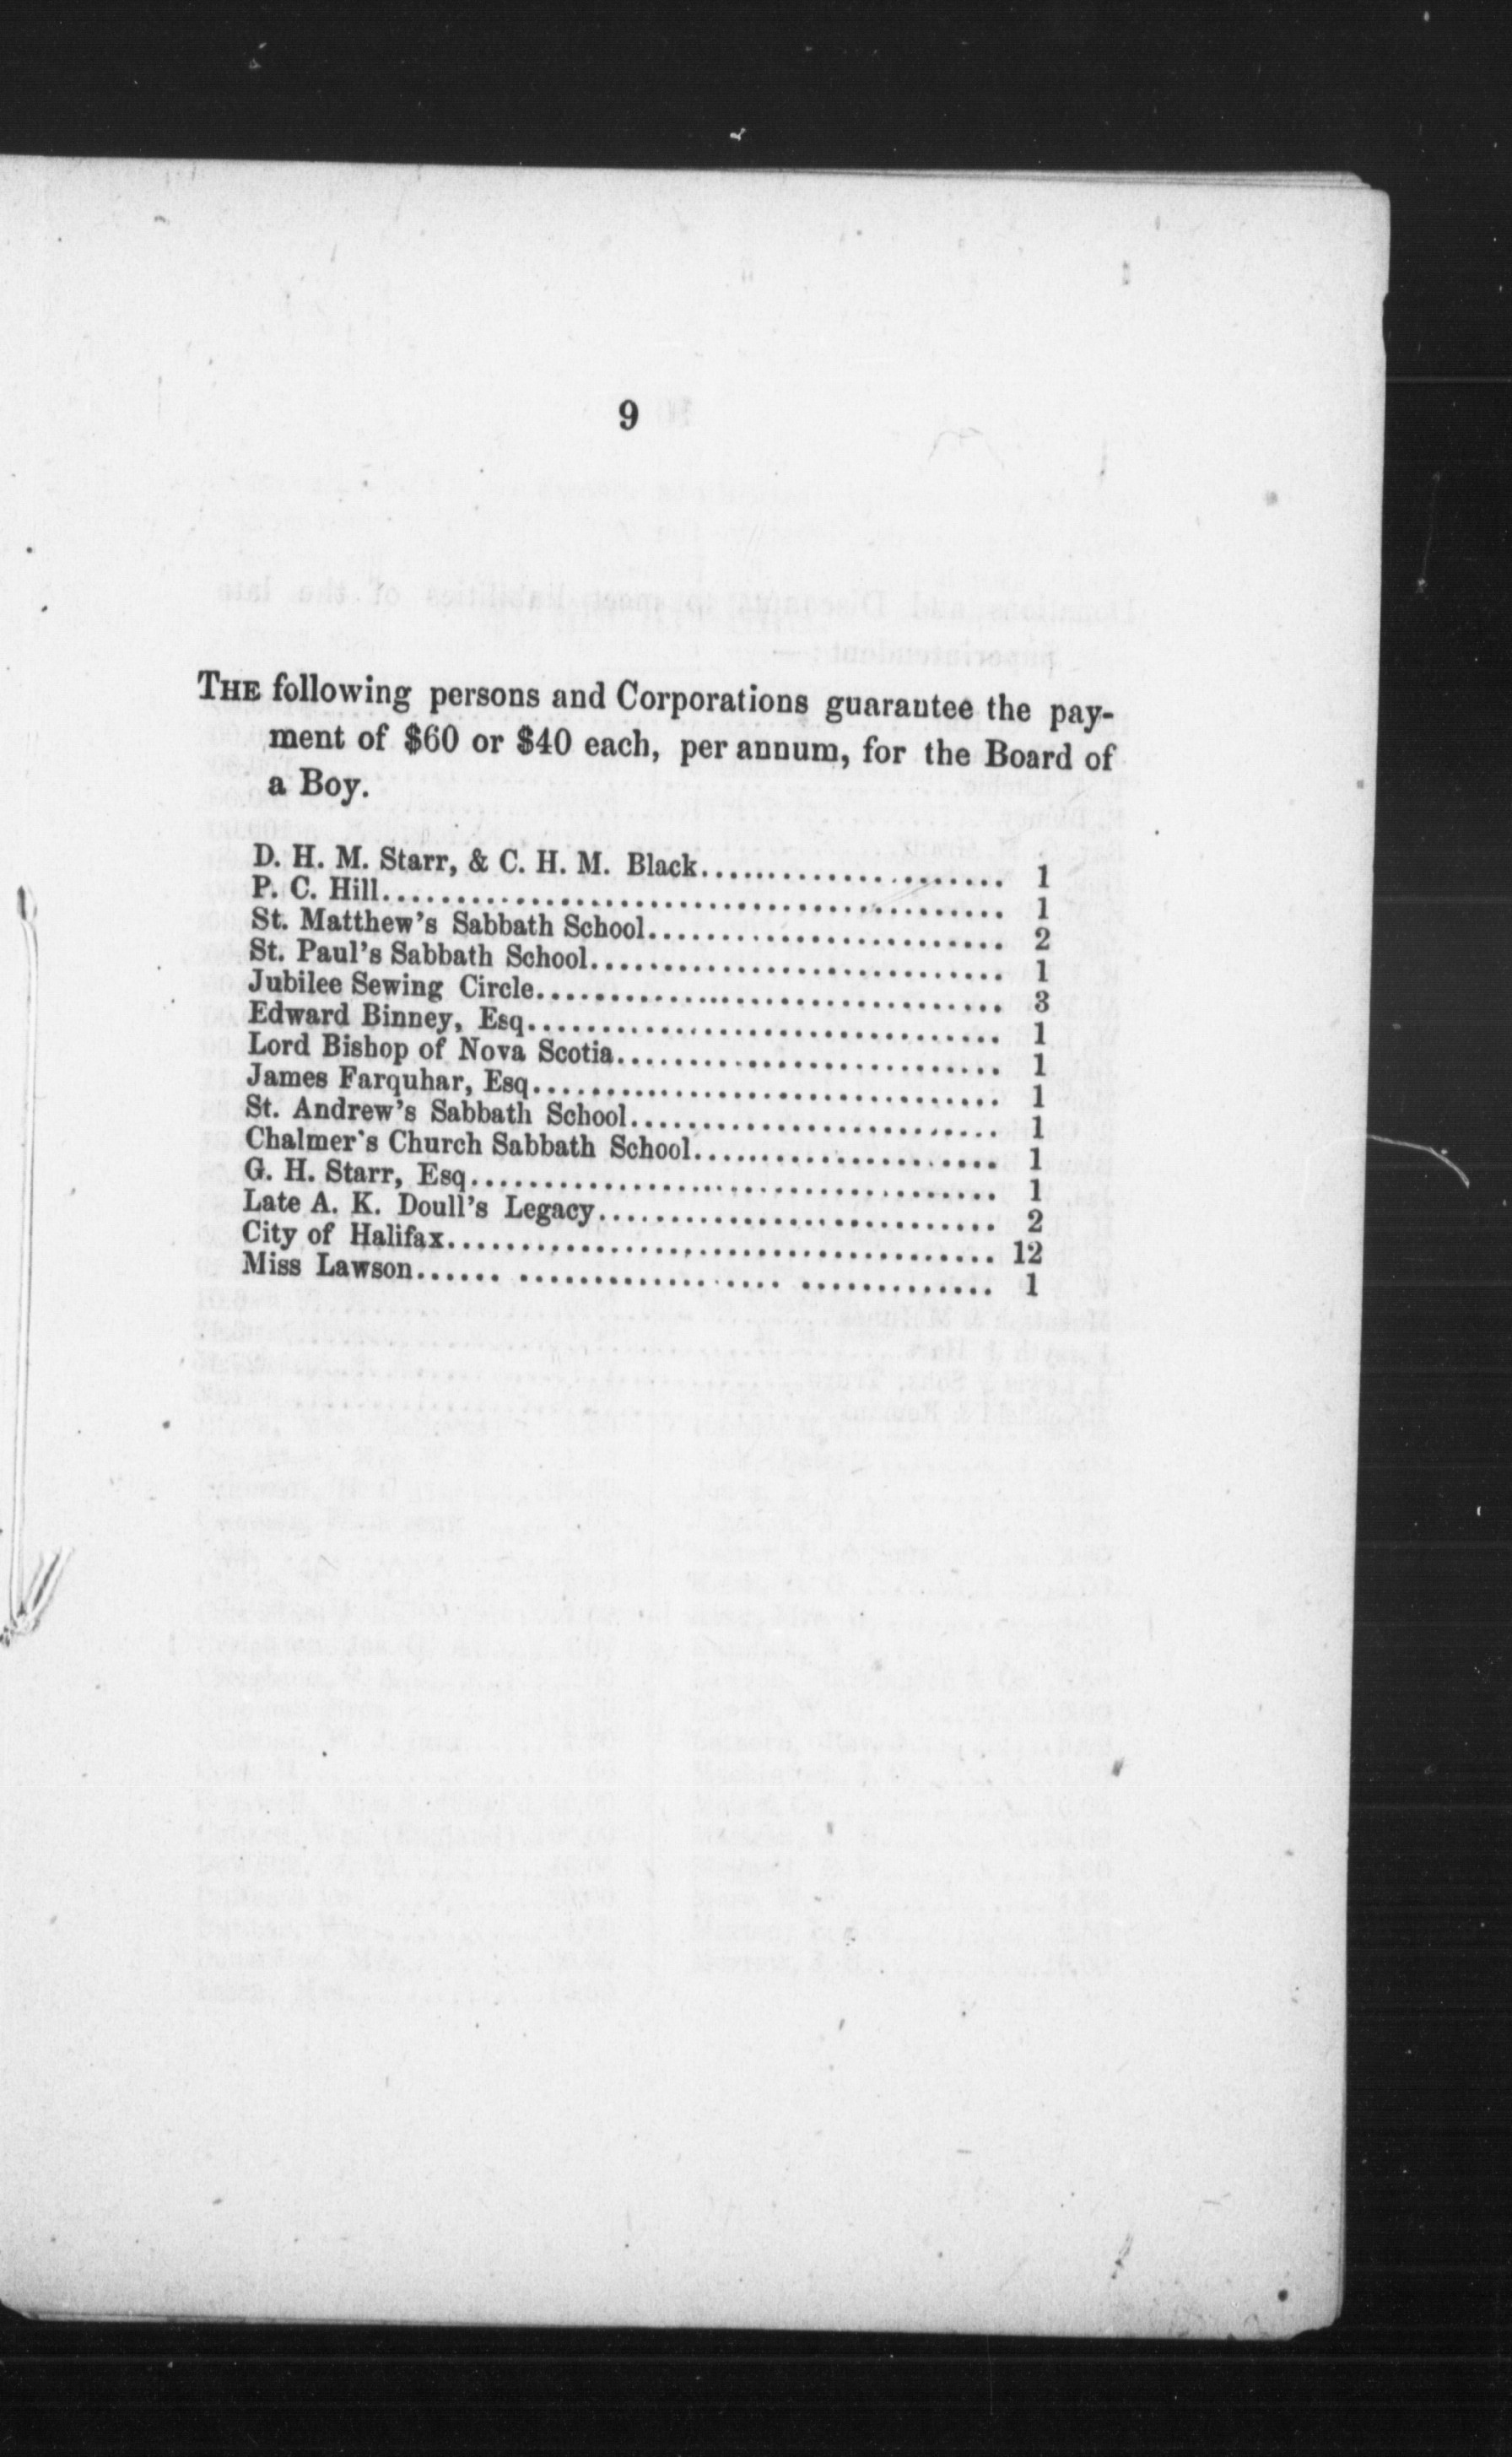 9
THE following persons and Corporations guarantee the pay-
ment of $60 or $40 each, per annum, for the Board of
a Boy.
D. H. M. Starr, & C. H. M. Black........................ 1
P. C. Hill............................................. 1
St. Matthew's Sabbath School......................... 2
St. Paul's Sabbath School............................. 1
Jubilee Sewing Circle................................. 3
Edward Binney, Esq................................. 1
Lord Bishop of Nova Scotia........................... 1
James Farquhar, Esq................................. 1
St. Andrew's Sabbath School.......................... 1
Chalmer's Church Sabbath School..................... 1
G. H. Starr, Esq..................................... 1
Late A. K. Doull's Legacy............................ 2
City of Halifax...................................... 12
Miss Lawson...... .................. ............. 1